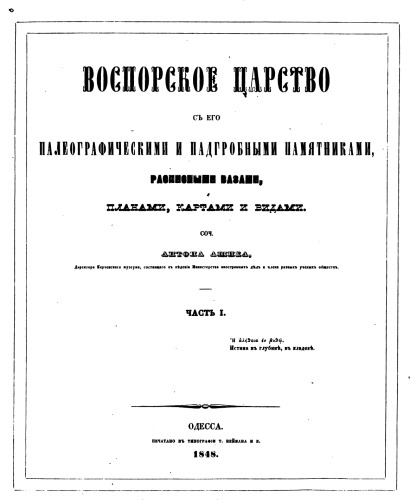 ВОСПОРСКОЕ ЦАРСТВО
СЪ ЕГО
ПАЛЕОГРАФИЧЕСКИМИ И НАДГРОБНЫМИ ПАМЯТНИКАМИ,
РАСПИСНЫМИ ВАЗАМИ,
ПЛАНАМИ, КАРТАМИ И ВИДАМИ.
СОЧ.
АНТОНА АШИКА,
Директора Керченскаго музеума, состоящаго въ вѣдѣніи Министерства иностранныхъ дѣлъ и члена разныхъ ученыхъ обществъ.
ЧАСТЬ I.
Ἡ ἀλήθεια ἐν βυθῷ.
Истина въ глубинѣ, въ кладезѣ.
ОДЕССА.
ПЕЧАТАНО ВЪ ТИПОГРАФІИ Т. НЕЙМАНА И К.
1848.